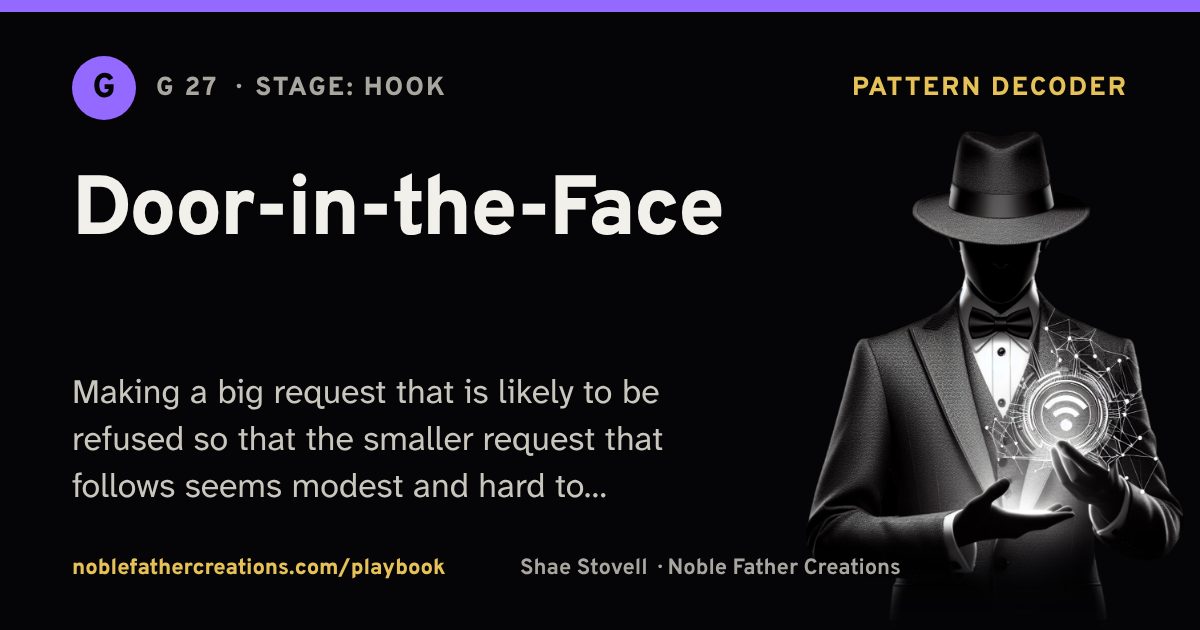 G
G 27 · STAGE: HOOK
PATTERN DECODER
Door-in-the-Face
Making a big request that is likely to be
refused so that the smaller request that
follows seems modest and hard to...
noblefathercreations.com/playbook
Shae Stovell · Noble Father Creations